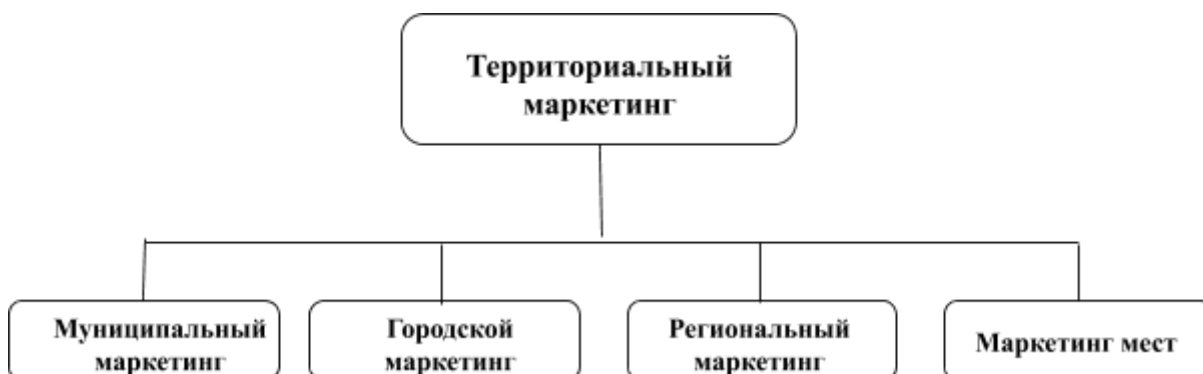 Территориальный
маркетинг
Муниципальный
маркетинг
Городской
маркетинг
Региональный
маркетинг
Маркетинг мест